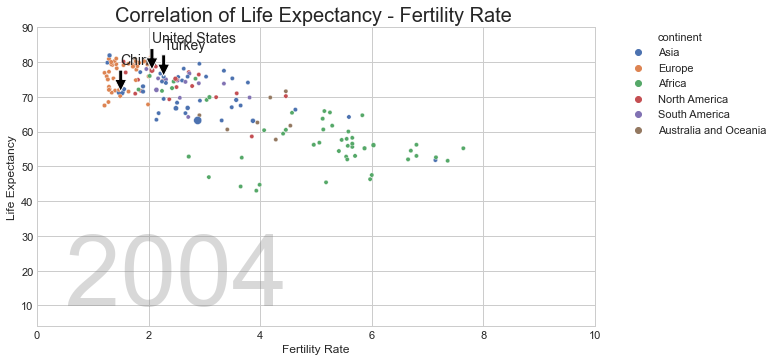 Correlation of Life Expectancy - Fertility Rate
United States
Turkey
90
80
70
60
50
40
30
20
10
Life Expectancy
2004
0
2
4
6
8
10
Fertility Rate
continent
Asia
Europe
Africa
North America
South America
Australia and Oceania